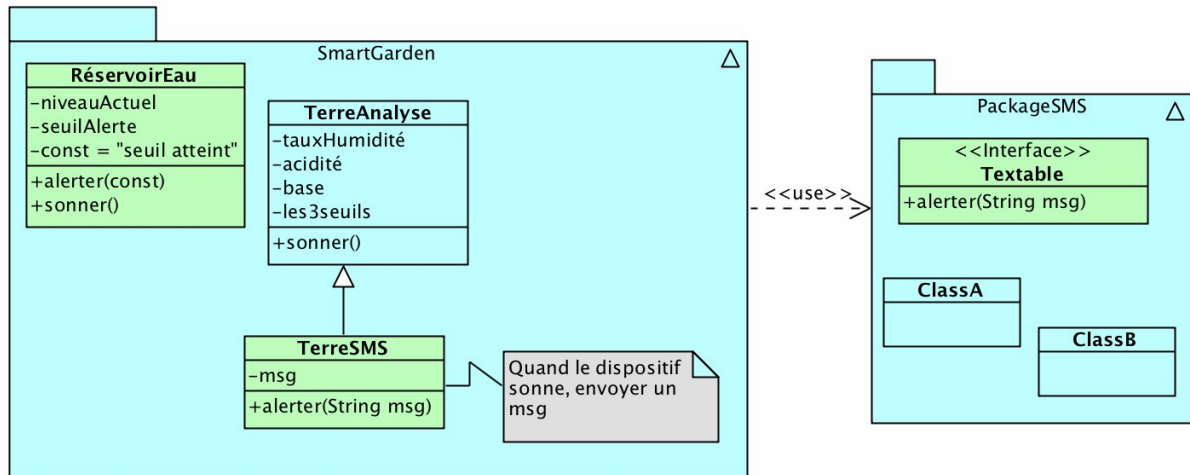 SmartGarden
RéservoirEau
-niveauActuel
-seuilAlerte
-const = "seuil atteint"
+alerter(const)
+sonner()
TerreAnalyse
-tauxHumidité
-acidité
-base
-les3seuils
+sonner()
TerreSMS
-msg
+alerter(String msg)
Quand le dispositif
sonne, envoyer un
msg
<<use>>
PackageSMS
<<Interface>>
Textable
+alerter(String msg)
ClassA
ClassB